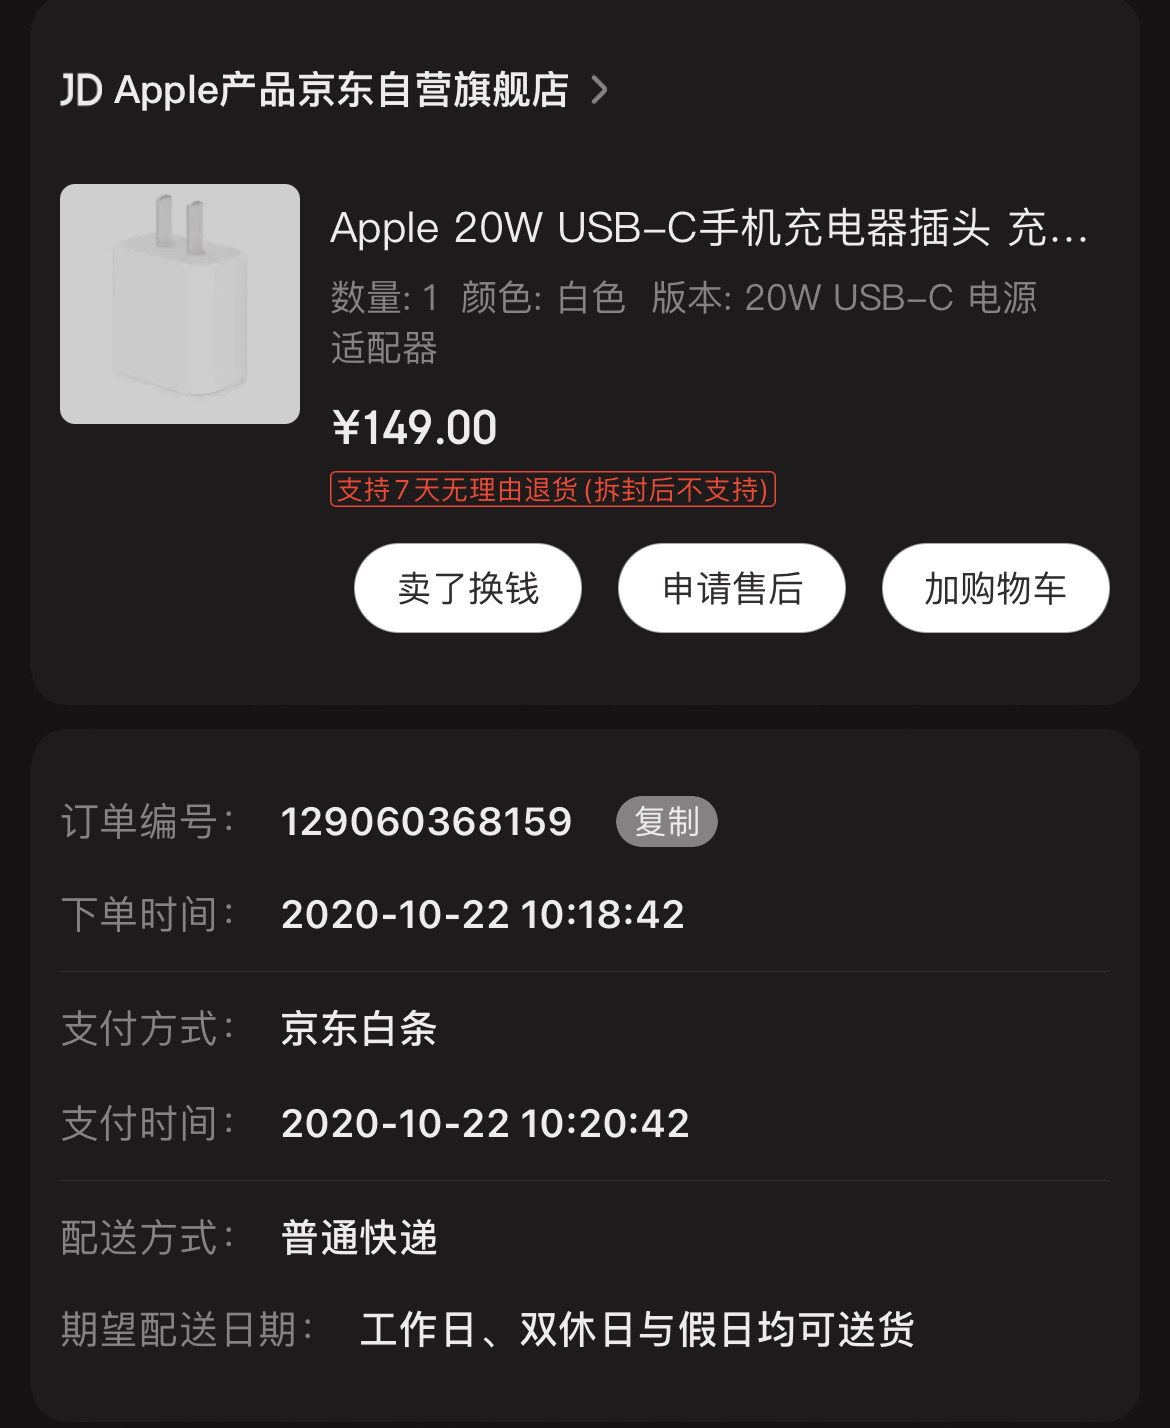 JD Apple产品京东自营旗舰店
Apple 20W USB-C手机充电器插头 充...
数量: 1 颜色: 白色 版本: 20W USB-C 电源
适配器
¥149.00
支持7天无理由退货(拆封后不支持)
卖了换钱 申请售后 加购物车
订单编号： 129060368159 复制
下单时间： 2020-10-22 10:18:42
支付方式： 京东白条
支付时间： 2020-10-22 10:20:42
配送方式： 普通快递
期望配送日期： 工作日、双休日与假日均可送货